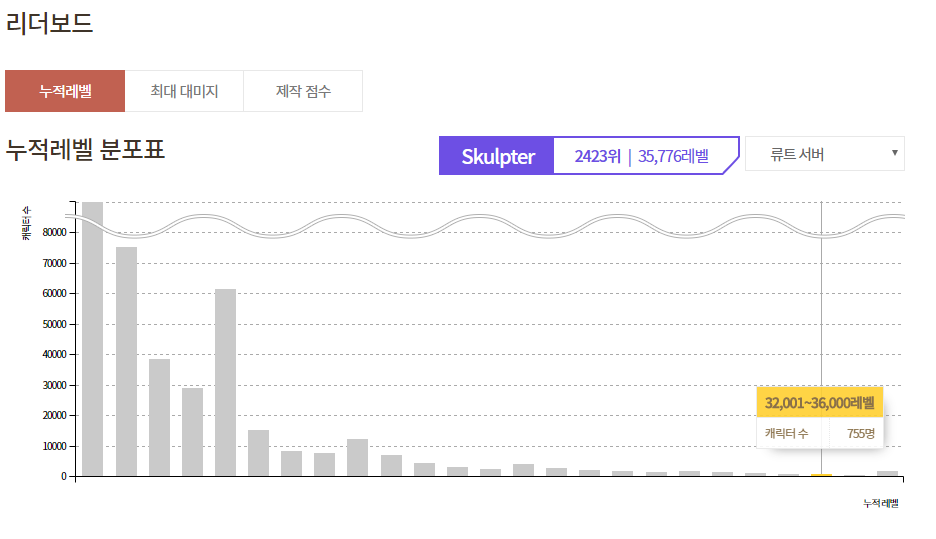 리더보드
누적레벨
최대 대미지
제작 점수
누적레벨 분포표
Skulpter
2423위 | 35,776레벨
류트 서버
캐릭터 수
80000
70000
60000
50000
40000
30000
20000
10000
0
32,001~36,000레벨
캐릭터 수 755명
누적 레벨